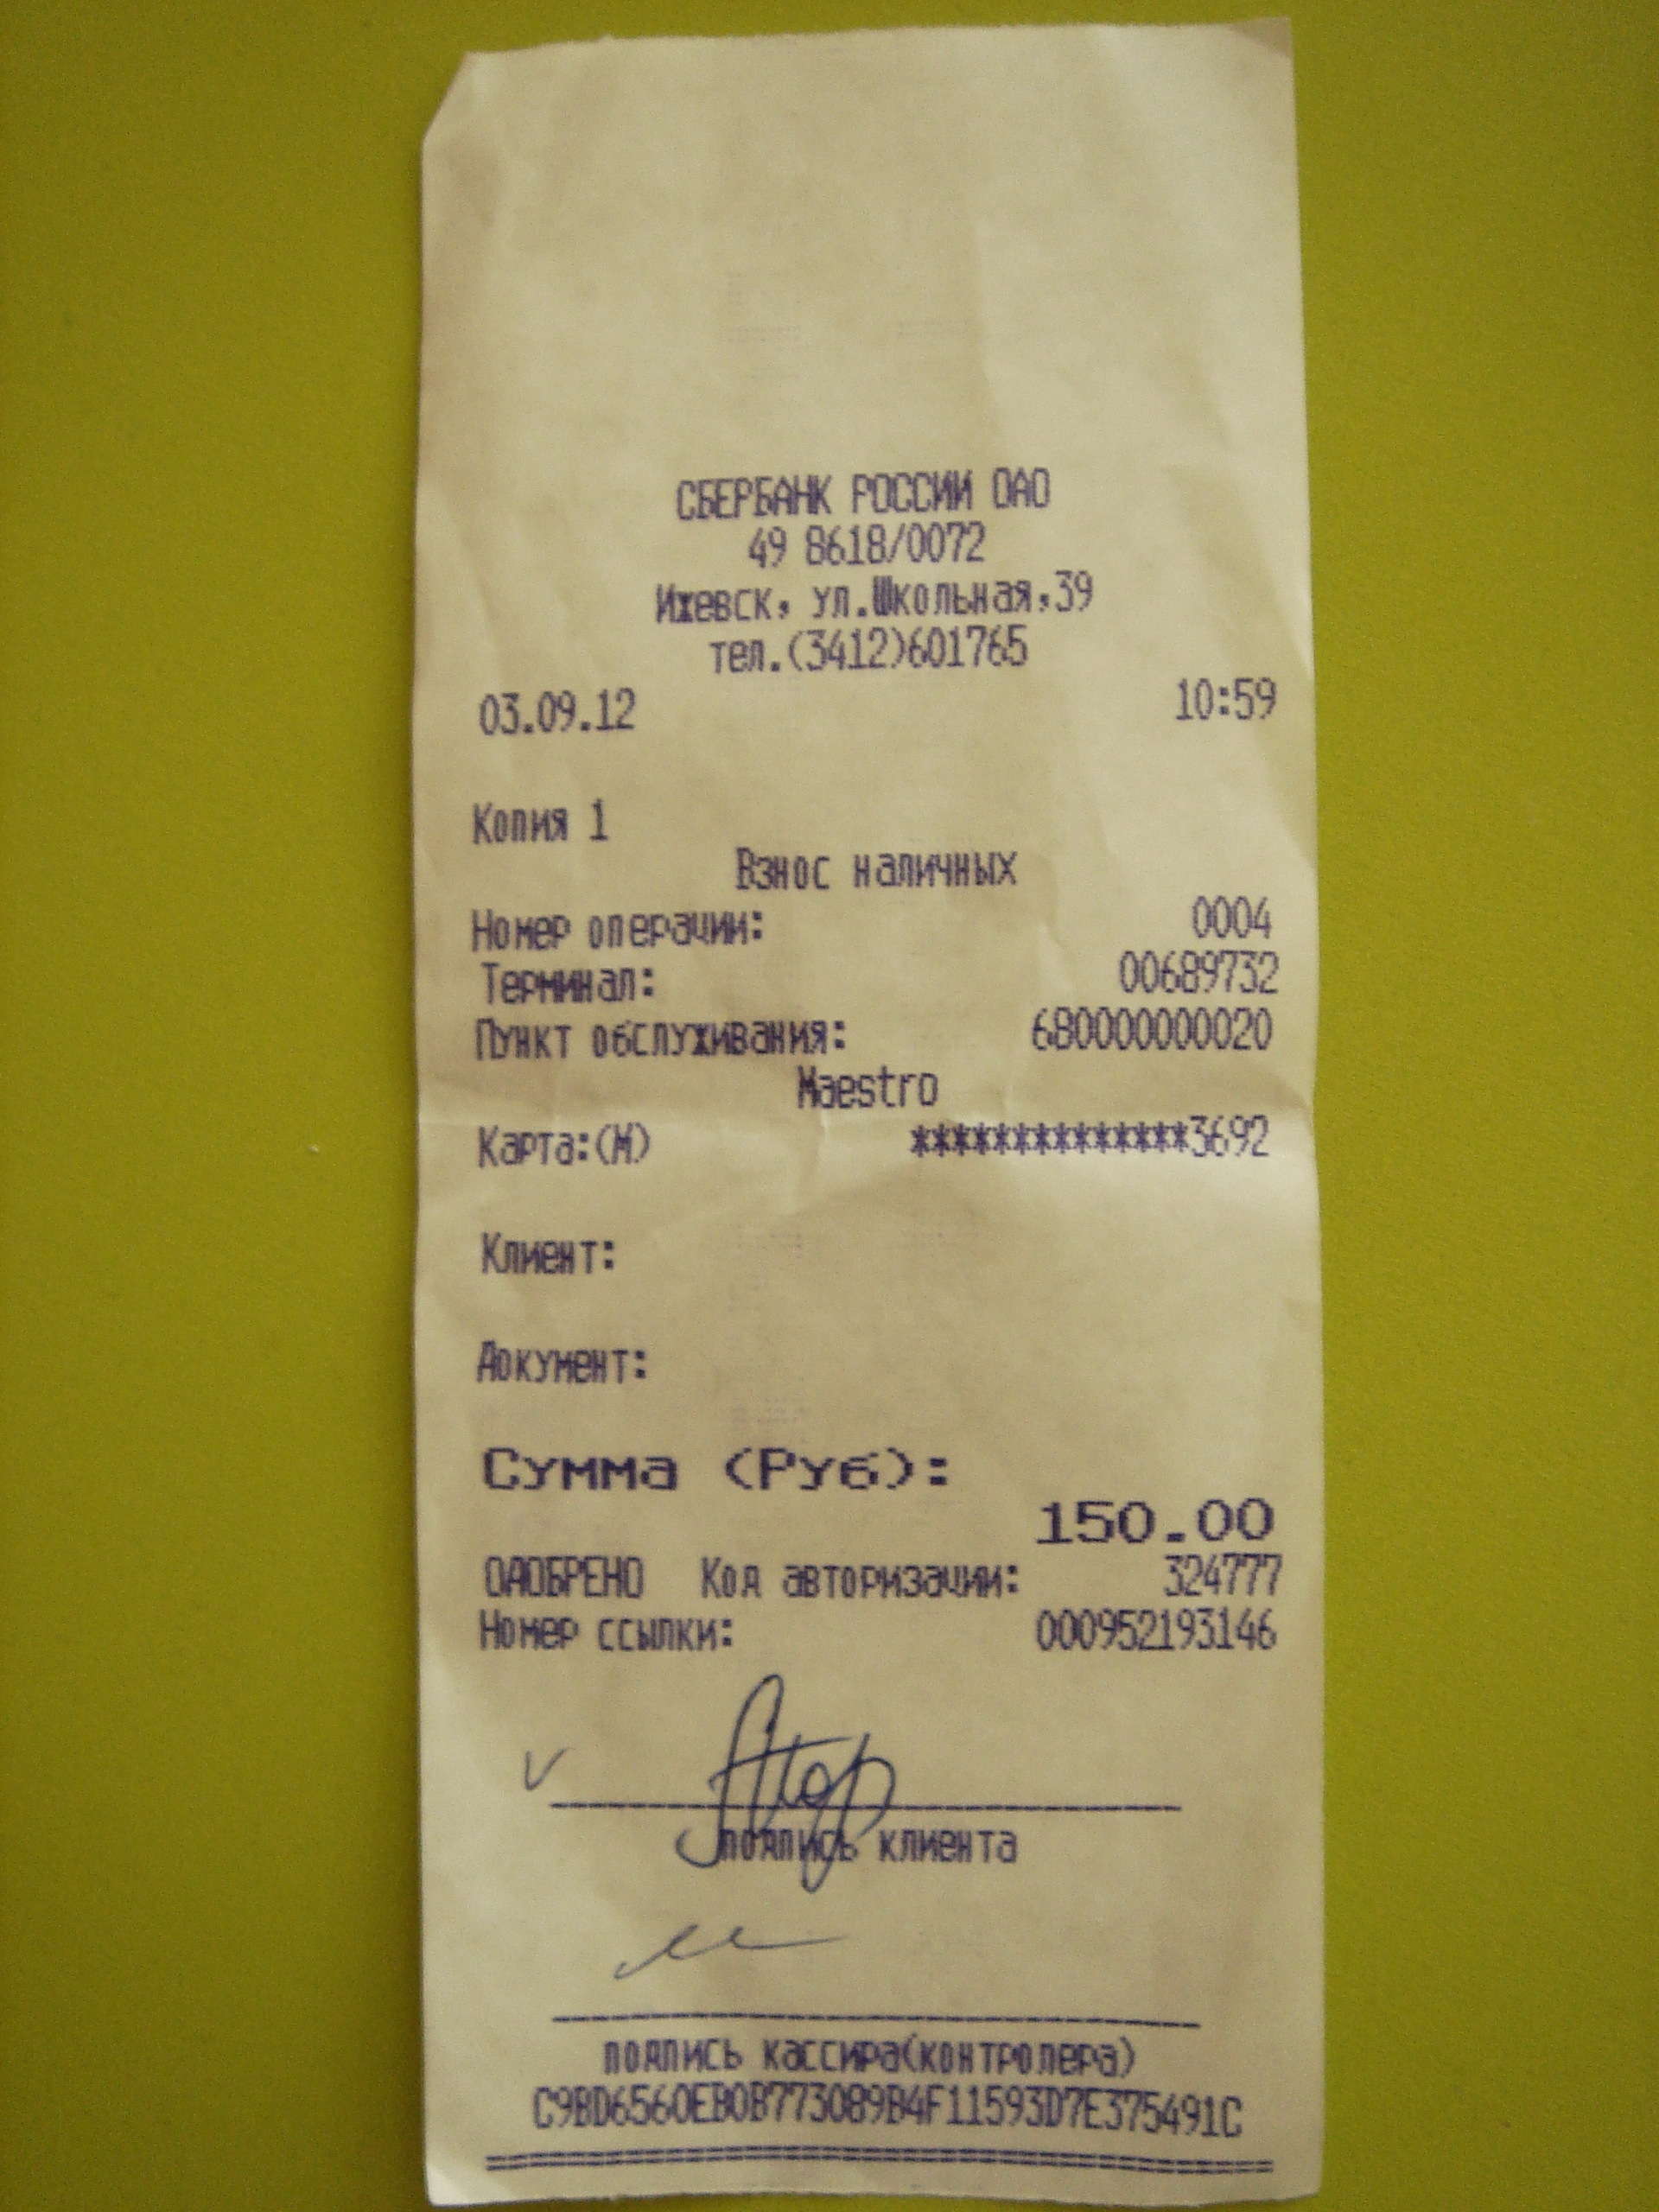 СБЕРБАНК РОССИИ ОАО
49 8618/0072
Ижевск, ул.Школьная,39
тел.(3412)601765
03.09.12 10:59
Копия 1
Взнос наличных
Номер операции: 0004
Терминал: 00689732
Пункт обслуживания: 680000000020
Maestro
Карта:(M) **************3692
Клиент:
Документ:
Сумма (Руб):
150.00
ОДОБРЕНО Код авторизации: 324777
Номер ссылки: 000952193146
подпись клиента
подпись кассира(контролера)
C9BD6560EB0B773089B4F11593D7E375491C